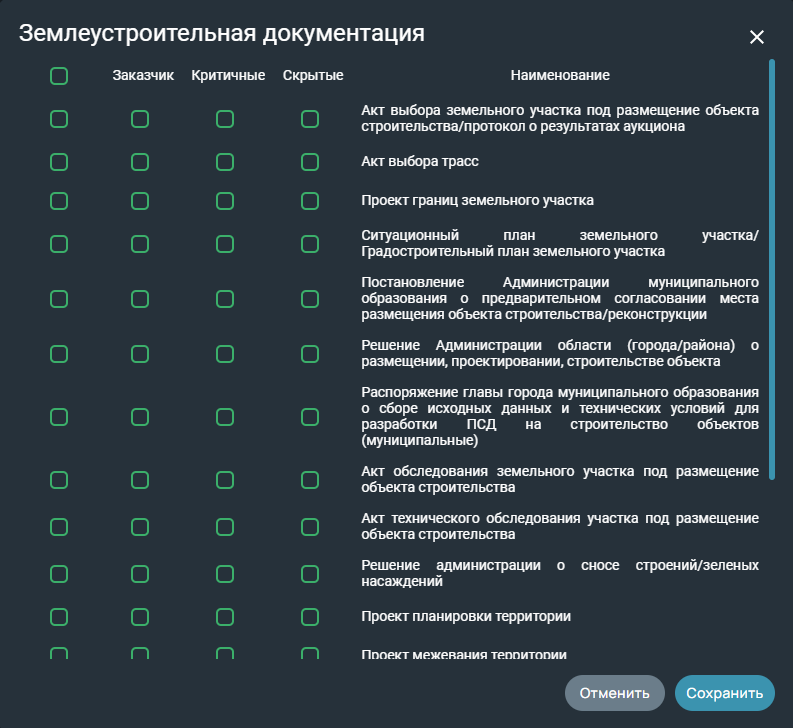 Землеустроительная документация
Заказчик Критичные Скрытые Наименование
Акт выбора земельного участка под размещение объекта
строительства/протокол о результатах аукциона
Акт выбора трасс
Проект границ земельного участка
Ситуационный план земельного участка/
Градостроительный план земельного участка
Постановление Администрации муниципального
образования о предварительном согласовании места
размещения объекта строительства/реконструкции
Решение Администрации области (города/района) о
размещении, проектировании, строительстве объекта
Распоряжение главы города муниципального образования
о сборе исходных данных и технических условий для
разработки ПСД на строительство объектов
(муниципальные)
Акт обследования земельного участка под размещение
объекта строительства
Акт технического обследования участка под размещение
объекта строительства
Решение администрации о сносе строений/зеленых
насаждений
Проект планировки территории
Проект межевания территории
Отменить Сохранить